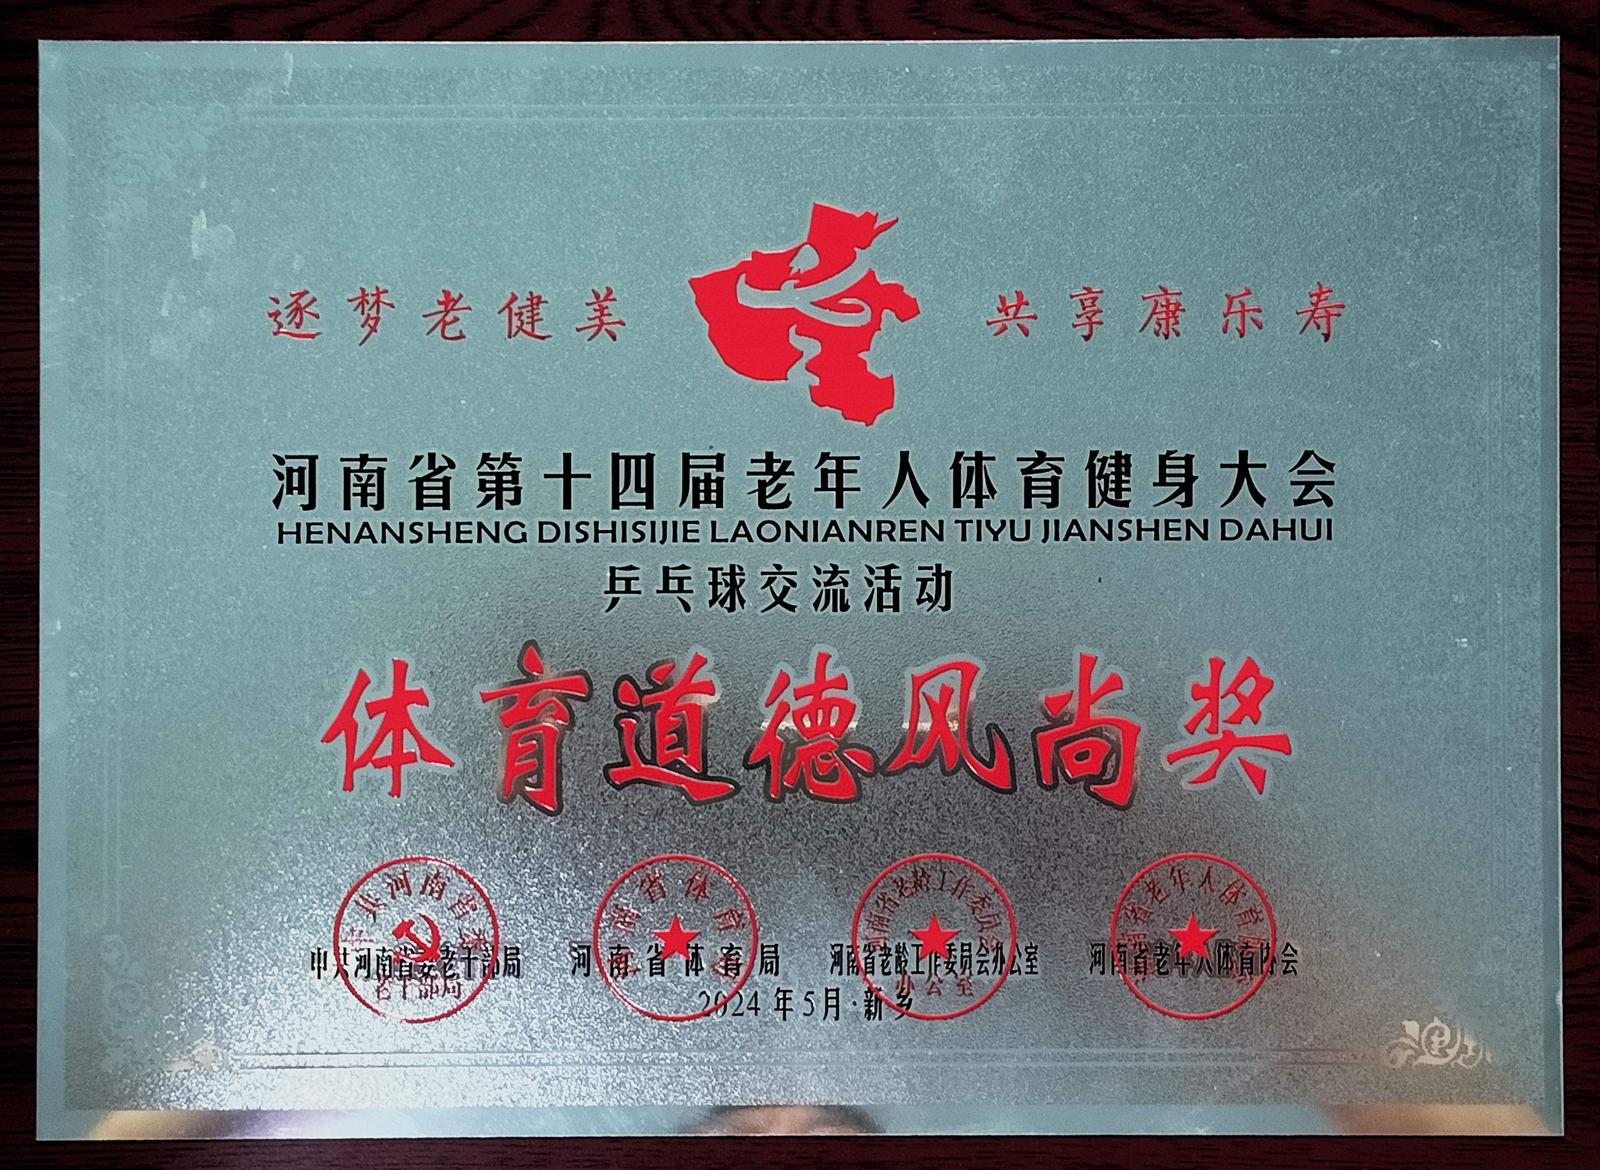 逐梦老健美 共享康乐寿
河南省第十四届老年人体育健身大会
HENANSHENG DISHISIJIE LAONIANREN TIYU JIANSHEN DAHUI
乒乓球交流活动
体育道德风尚奖
中共河南省委老干部局 河南省体育局 河南省老龄工作委员会办公室 河南省老年人体育协会
2024年5月·新乡